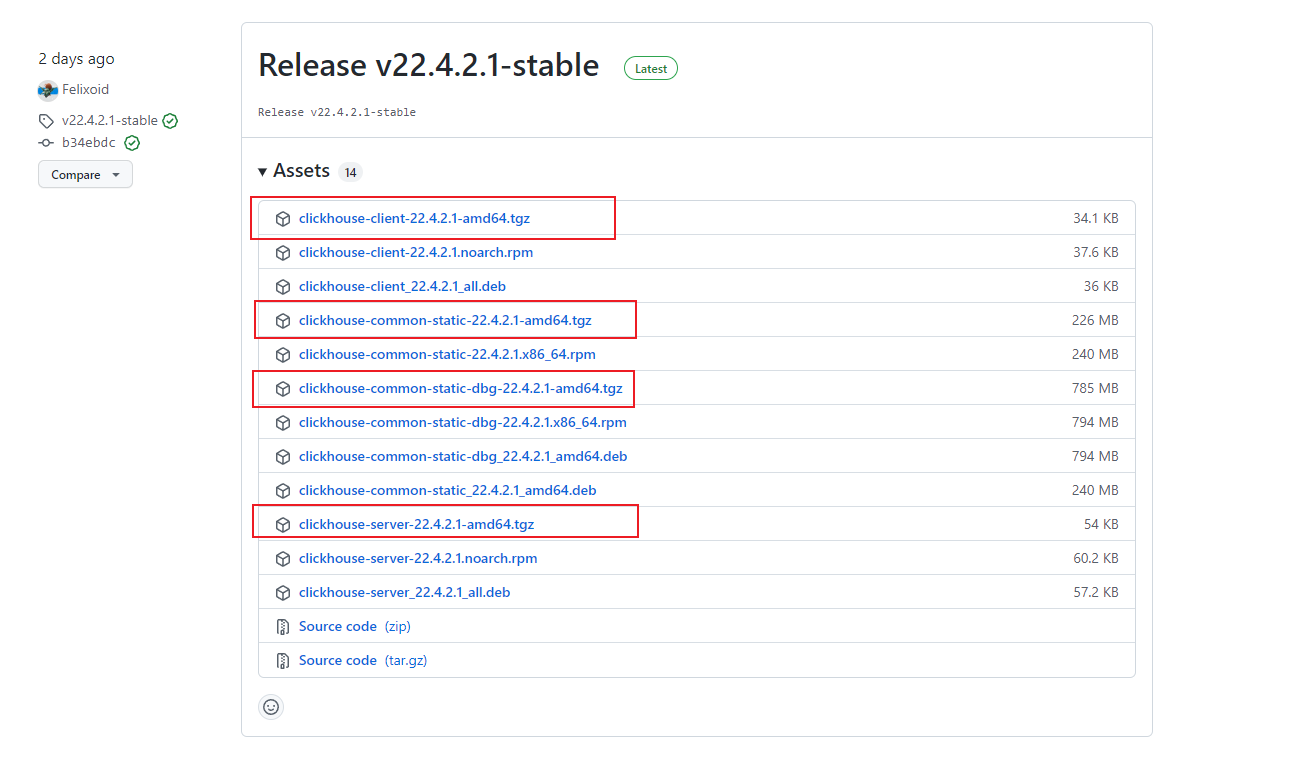 2 days ago
Felixoid
v22.4.2.1-stable
b34ebdc
Compare
Release v22.4.2.1-stable Latest
Release v22.4.2.1-stable
Assets 14
clickhouse-client-22.4.2.1-amd64.tgz 34.1 KB
clickhouse-client-22.4.2.1.noarch.rpm 37.6 KB
clickhouse-client_22.4.2.1_all.deb 36 KB
clickhouse-common-static-22.4.2.1-amd64.tgz 226 MB
clickhouse-common-static-22.4.2.1.x86_64.rpm 240 MB
clickhouse-common-static-dbg-22.4.2.1-amd64.tgz 785 MB
clickhouse-common-static-dbg-22.4.2.1.x86_64.rpm 794 MB
clickhouse-common-static-dbg_22.4.2.1_amd64.deb 794 MB
clickhouse-common-static_22.4.2.1_amd64.deb 240 MB
clickhouse-server-22.4.2.1-amd64.tgz 54 KB
clickhouse-server-22.4.2.1.noarch.rpm 60.2 KB
clickhouse-server_22.4.2.1_all.deb 57.2 KB
Source code (zip)
Source code (tar.gz)